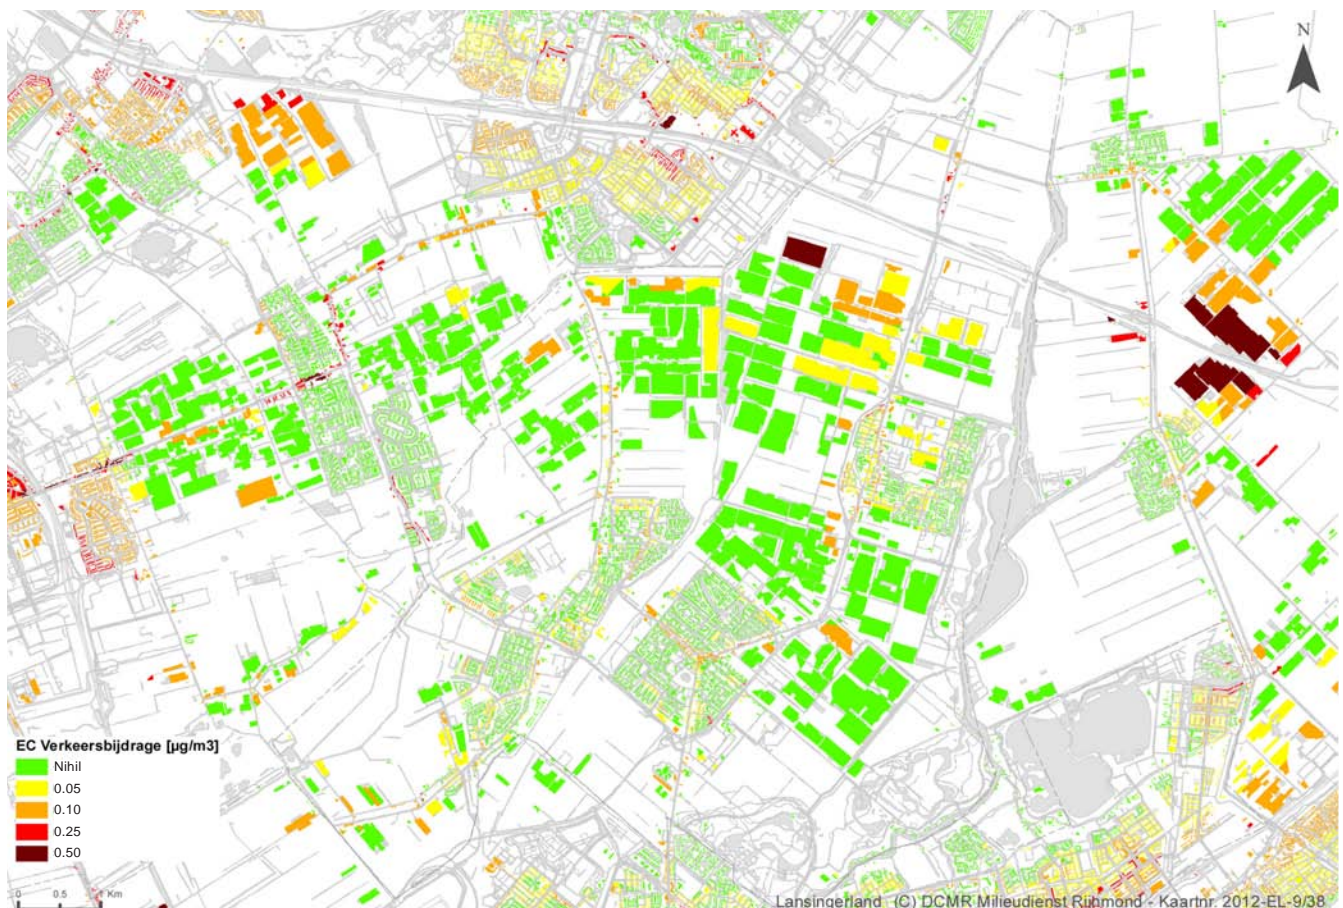 N
EC Verkeersbijdrage [µg/m3]
Nihil
0.05
0.10
0.25
0.50
0 0.5 1 Km
Lansingerland (C) DCMR Milieudienst Rijnmond - Kaartnr. 2012-EL-9/38